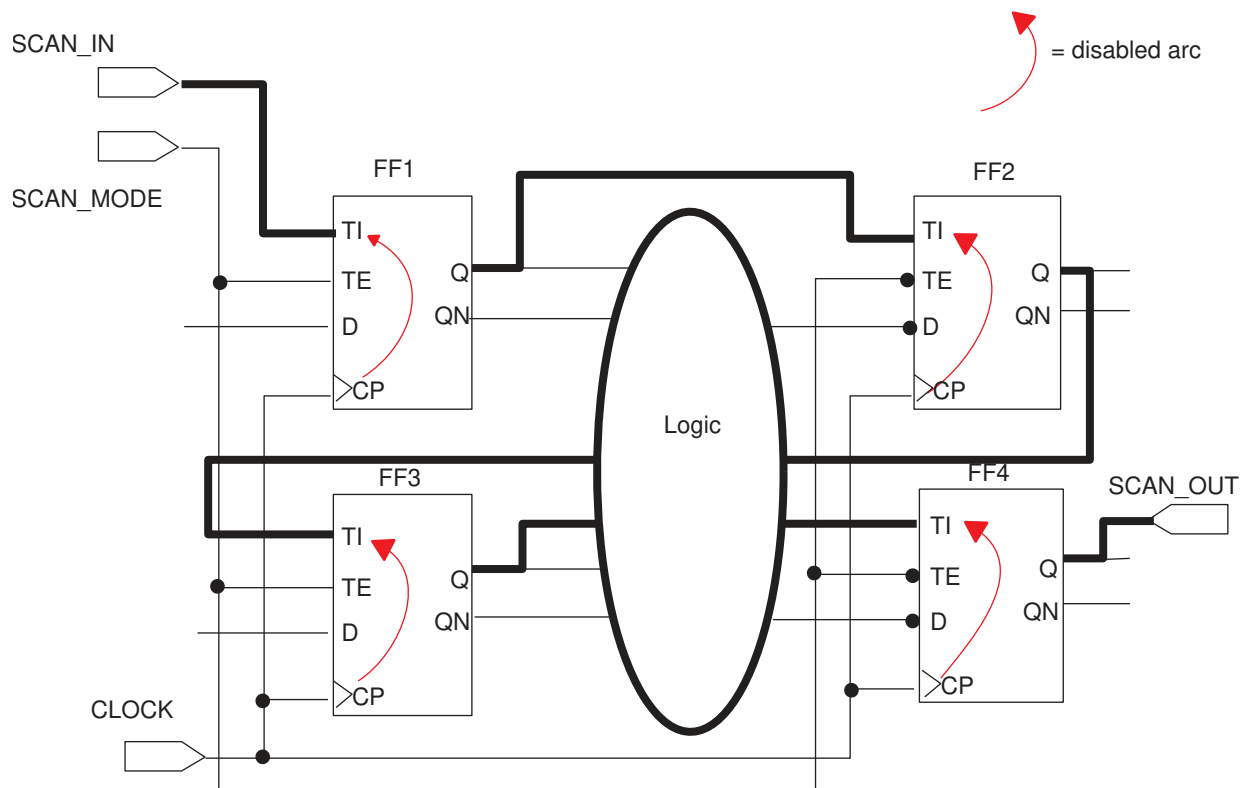 SCAN_IN
= disabled arc
SCAN_MODE
FF1
FF2
TI
TE
D
CP
Q
QN
TI
TE
D
CP
Q
QN
Logic
FF3
FF4
SCAN_OUT
TI
TE
D
CP
Q
QN
TI
TE
D
CP
Q
QN
CLOCK